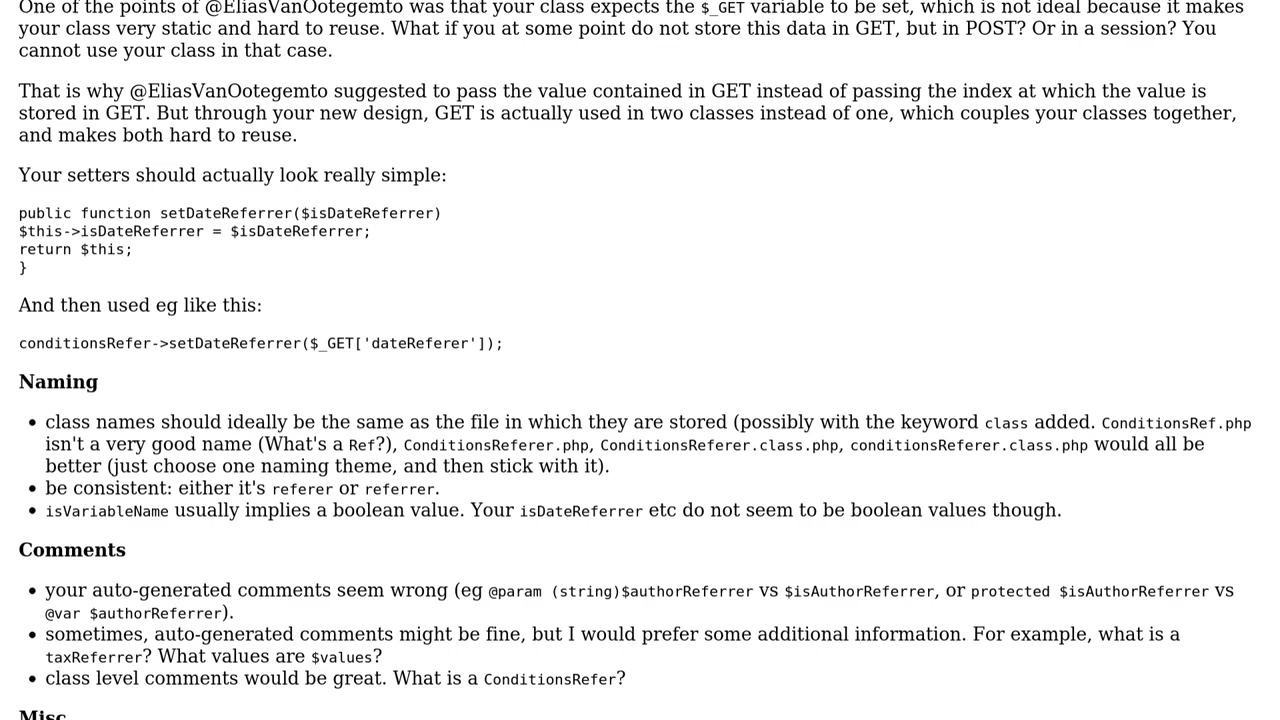 One of the points of @EliasVanOotegemto was that your class expects the $_GET variable to be set, which is not ideal because it makes
your class very static and hard to reuse. What if you at some point do not store this data in GET, but in POST? Or in a session? You
cannot use your class in that case.
That is why @EliasVanOotegemto suggested to pass the value contained in GET instead of passing the index at which the value is
stored in GET. But through your new design, GET is actually used in two classes instead of one, which couples your classes together,
and makes both hard to reuse.
Your setters should actually look really simple:
public function setDateReferrer($isDateReferrer)
$this->isDateReferrer = $isDateReferrer;
return $this;
}
And then used eg like this:
conditionsRefer->setDateReferrer($_GET['dateReferer']);
Naming
• class names should ideally be the same as the file in which they are stored (possibly with the keyword class added. ConditionsRef.php
isn't a very good name (What's a Ref?), ConditionsReferer.php, ConditionsReferer.class.php, conditionsReferer.class.php would all be
better (just choose one naming theme, and then stick with it).
• be consistent: either it's referer or referrer.
• isVariableName usually implies a boolean value. Your isDateReferrer etc do not seem to be boolean values though.
Comments
• your auto-generated comments seem wrong (eg @param (string)$authorReferrer vs $isAuthorReferrer, or protected $isAuthorReferrer vs
@var $authorReferrer).
• sometimes, auto-generated comments might be fine, but I would prefer some additional information. For example, what is a
taxReferrer? What values are $values?
• class level comments would be great. What is a ConditionsRefer?
Misc